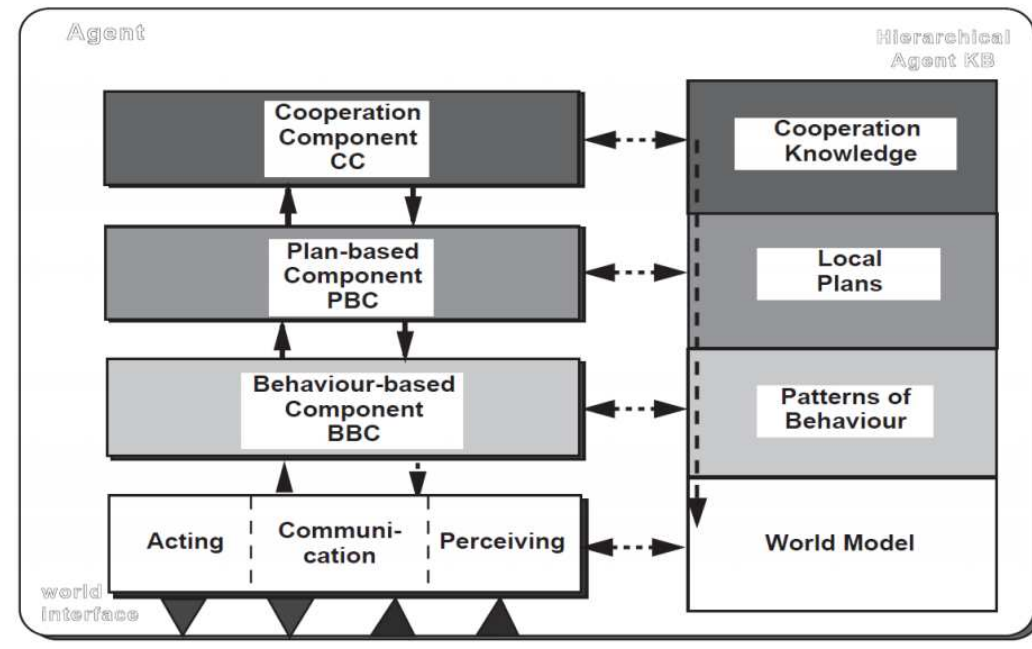 Agent
Hierarchical
Agent KB
Cooperation
Component
CC
Cooperation
Knowledge
Plan-based
Component
PBC
Local
Plans
Behaviour-based
Component
BBC
Patterns of
Behaviour
Acting
Communi-
cation
Perceiving
World Model
world
interface